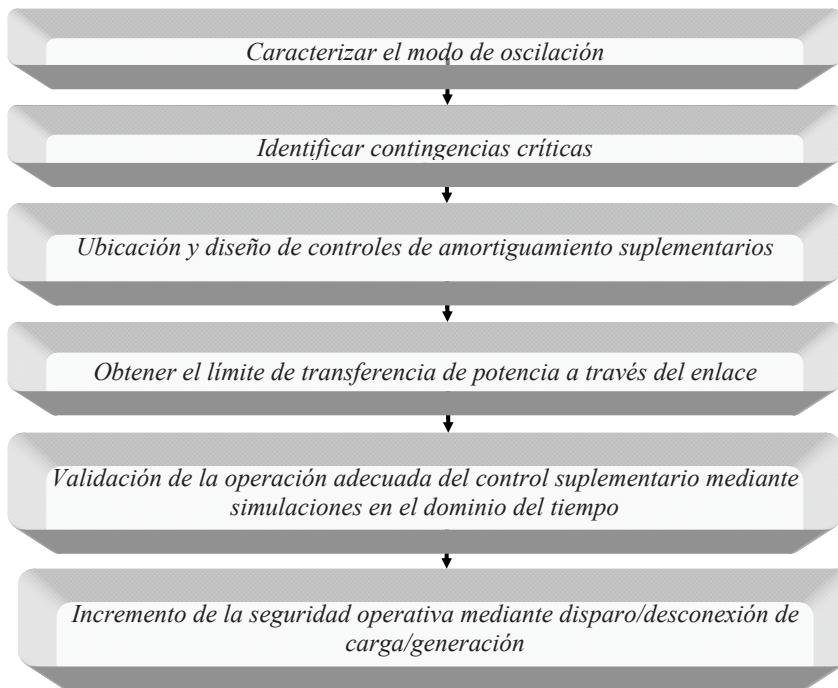 Caracterizar el modo de oscilación
Identificar contingencias críticas
Ubicación y diseño de controles de amortiguamiento suplementarios
Obtener el límite de transferencia de potencia a través del enlace
Validación de la operación adecuada del control suplementario mediante
simulaciones en el dominio del tiempo
Incremento de la seguridad operativa mediante disparo/desconexión de
carga/generación